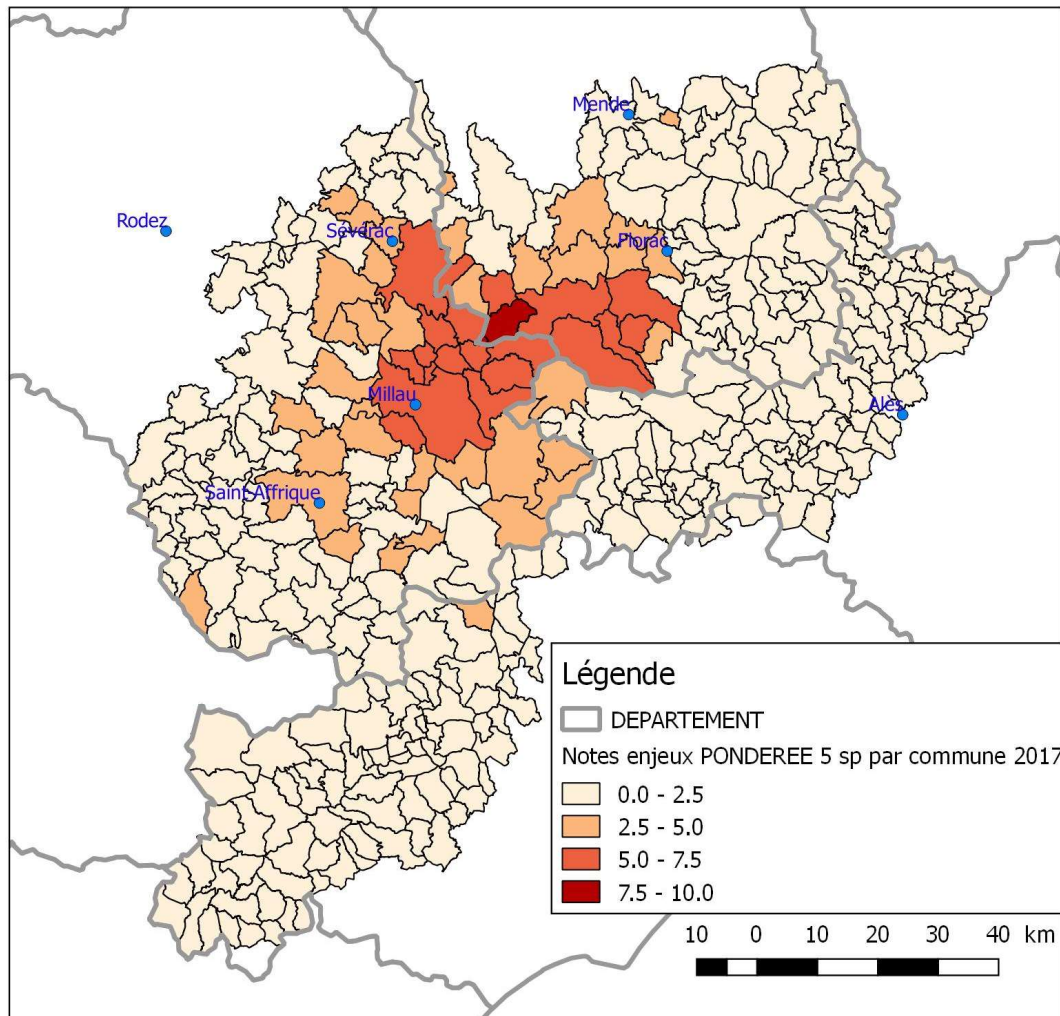 Mende
Rodez
Sévérac
Florac
Millau
Alès
Saint-Affrique
Légende
DEPARTEMENT
Notes enjeux PONDEREE 5 sp par commune 2017
0.0 - 2.5
2.5 - 5.0
5.0 - 7.5
7.5 - 10.0
10 0 10 20 30 40 km